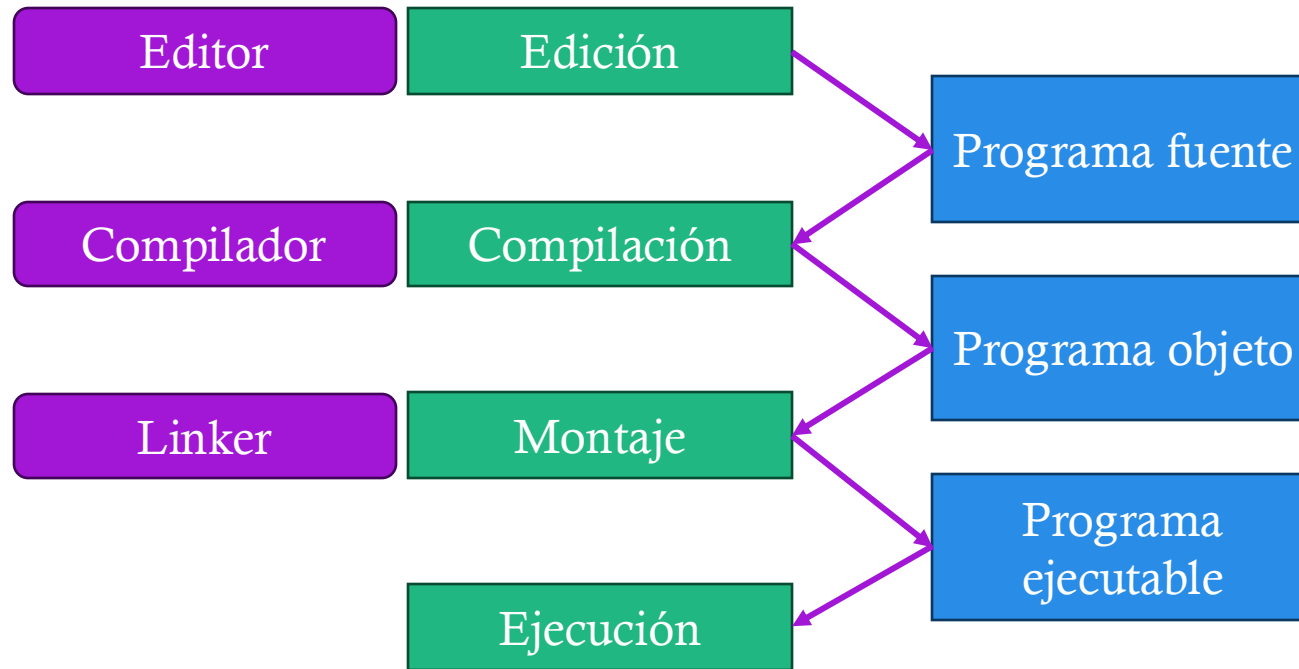 Editor
Edición
Programa fuente
Compilador
Compilación
Programa objeto
Linker
Montaje
Programa
ejecutable
Ejecución